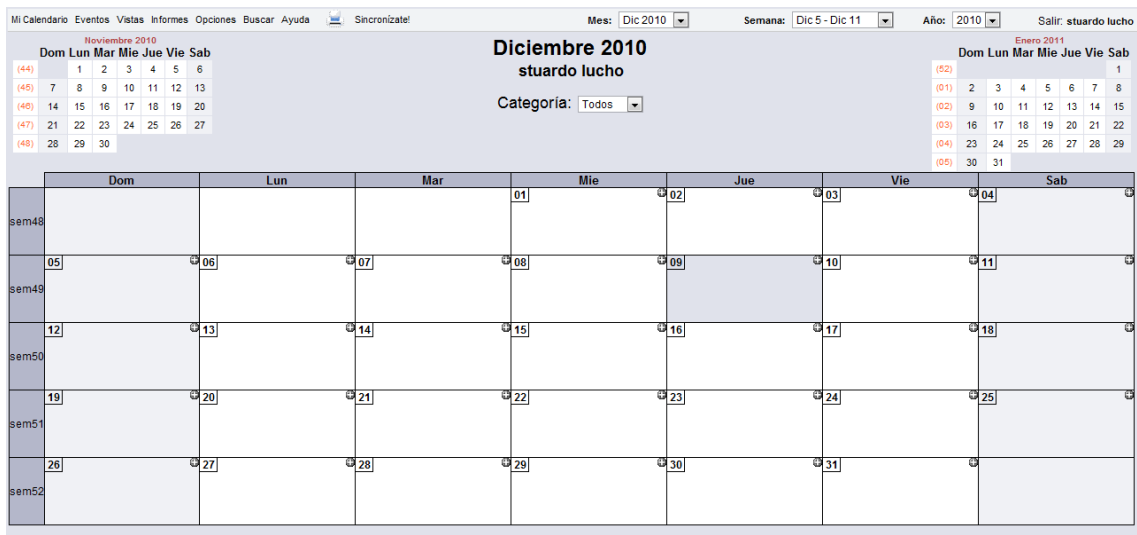 Mi Calendario Eventos Vistas Informes Opciones Buscar Ayuda Sincronízate! Mes: Dic 2010 Semana: Dic 5 - Dic 11 Año: 2010 Salir: stuardo lucho
Noviembre 2010
Dom Lun Mar Mie Jue Vie Sab
(44) 1 2 3 4 5 6
(45) 7 8 9 10 11 12 13
(46) 14 15 16 17 18 19 20
(47) 21 22 23 24 25 26 27
(48) 28 29 30
Diciembre 2010
stuardo lucho
Categoría: Todos
Enero 2011
Dom Lun Mar Mie Jue Vie Sab
(52) 1
(01) 2 3 4 5 6 7 8
(02) 9 10 11 12 13 14 15
(03) 16 17 18 19 20 21 22
(04) 23 24 25 26 27 28 29
(05) 30 31
Dom Lun Mar Mie Jue Vie Sab
01 02 03 04
sem48
05 06 07 08 09 10 11
sem49
12 13 14 15 16 17 18
sem50
19 20 21 22 23 24 25
sem51
26 27 28 29 30 31
sem52